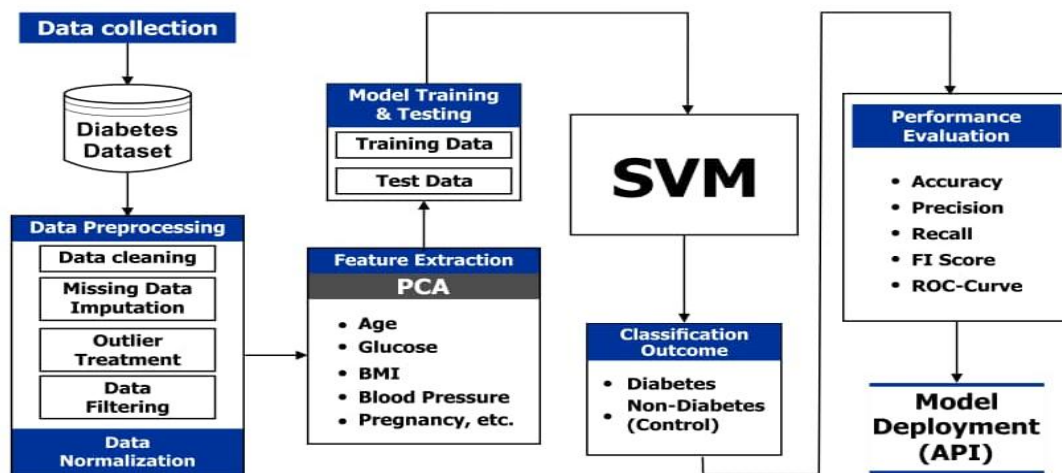 Data collection
Diabetes
Dataset
Data Preprocessing
Data cleaning
Missing Data
Imputation
Outlier
Treatment
Data
Filtering
Data
Normalization
Feature Extraction
PCA
• Age
• Glucose
• BMI
• Blood Pressure
• Pregnancy, etc.
Model Training
& Testing
Training Data
Test Data
SVM
Classification
Outcome
• Diabetes
• Non-Diabetes
(Control)
Performance
Evaluation
• Accuracy
• Precision
• Recall
• FI Score
• ROC-Curve
Model
Deployment
(API)